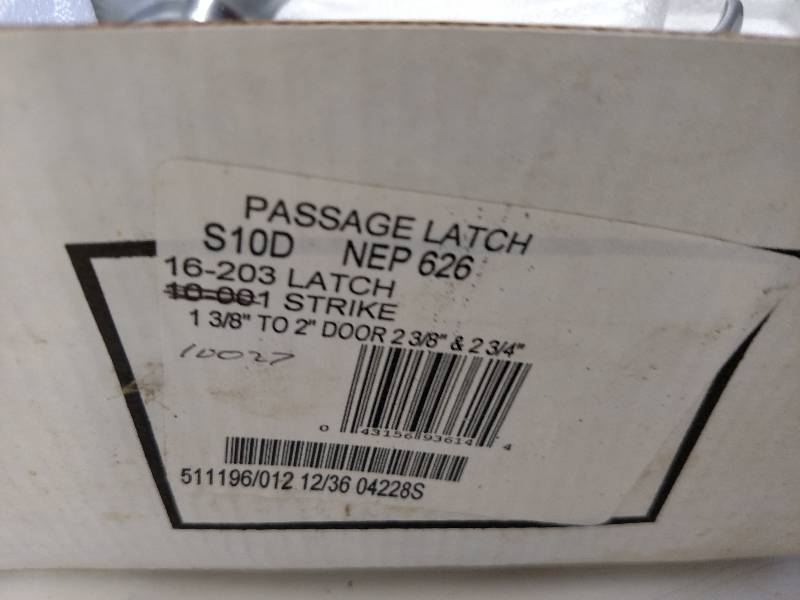 PASSAGE LATCH
S10D NEP 626
16-203 LATCH
10-001 STRIKE
1 3/8" TO 2" DOOR 2 3/8" & 2 3/4"
10027
0 43156 93614 4
511196/012 12/36 04228S